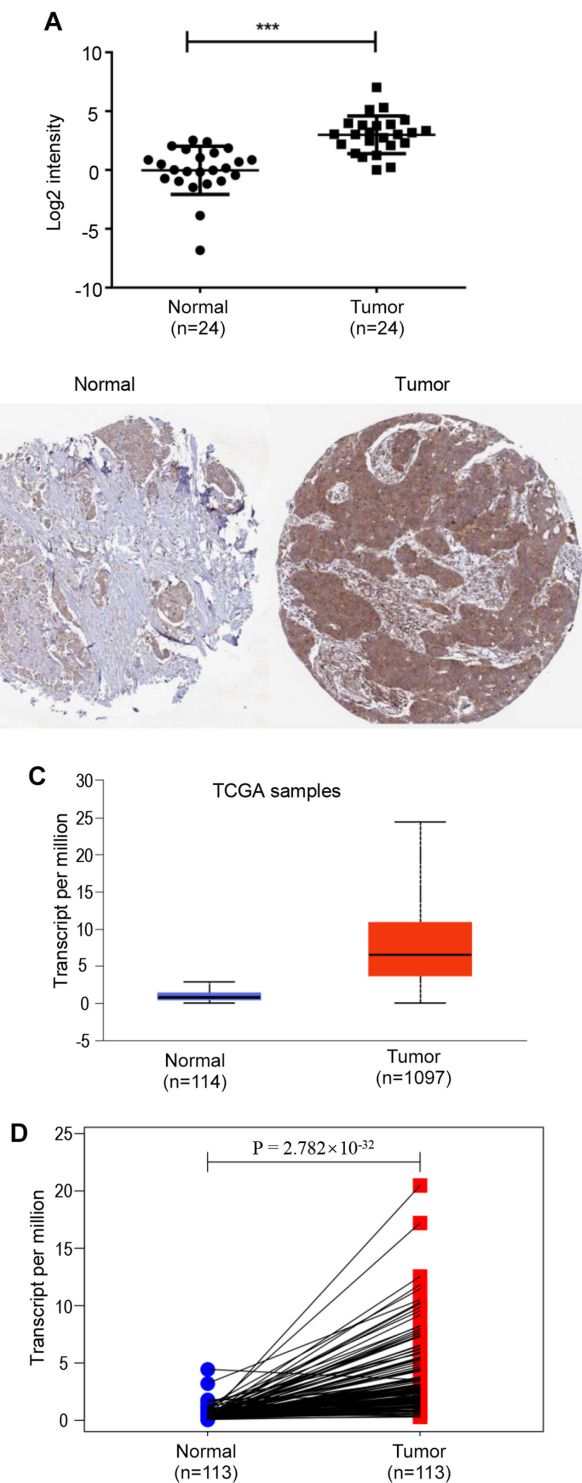 A
***
10
5
0
-5
-10
Log2 intensity
Normal
(n=24)
Tumor
(n=24)
Normal
Tumor
C
TCGA samples
30
25
20
15
10
5
0
-5
Transcript per million
Normal
(n=114)
Tumor
(n=1097)
D
P = 2.782×10-32
25
20
15
10
5
0
Transcript per million
Normal
(n=113)
Tumor
(n=113)